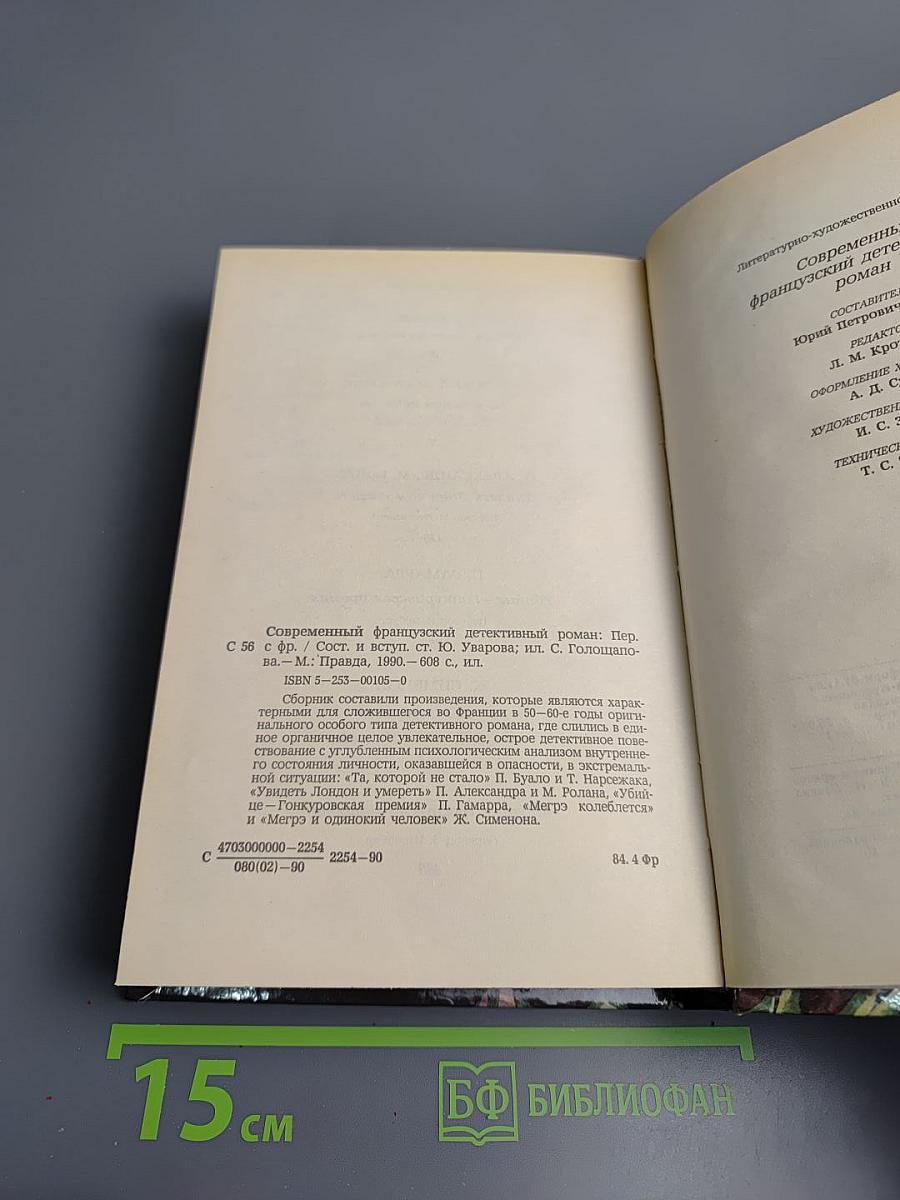 Современный французский детективный роман: Пер.
С 56 с фр. / Сост. и вступ. ст. Ю. Уварова; ил. С. Голощапо-
ва.— М.: Правда, 1990.— 608 с., ил.
ISBN 5—253—00105—0
Сборник составили произведения, которые являются харак-
терными для сложившегося во Франции в 50—60-е годы ориги-
нального особого типа детективного романа, где слились в еди-
ное органичное целое увлекательное, острое детективное пове-
ствование с углубленным психологическим анализом внутренне-
го состояния личности, оказавшейся в опасности, в экстремаль-
ной ситуации: «Та, которой не стало» П. Буало и Т. Нарсежака,
«Увидеть Лондон и умереть» П. Александра и М. Ролана, «Убий-
це — Гонкуровская премия» П. Гамарра, «Мегрэ колеблется»
и «Мегрэ и одинокий человек» Ж. Сименона.
С 4703000000—2254
080(02)—90
2254—90
84. 4 Фр
Литературно-художественно
Современны
французский дете
роман
СОСТАВИТЕЛ
Юрий Петрович
РЕДАКТО
Л. М. Крот
ОФОРМЛЕНИЕ Х
А. Д. С
ХУДОЖЕСТВЕН
И. С. З
ТЕХНИЧЕСК
Т. С.
15 см
БФ БИБЛИОФАН